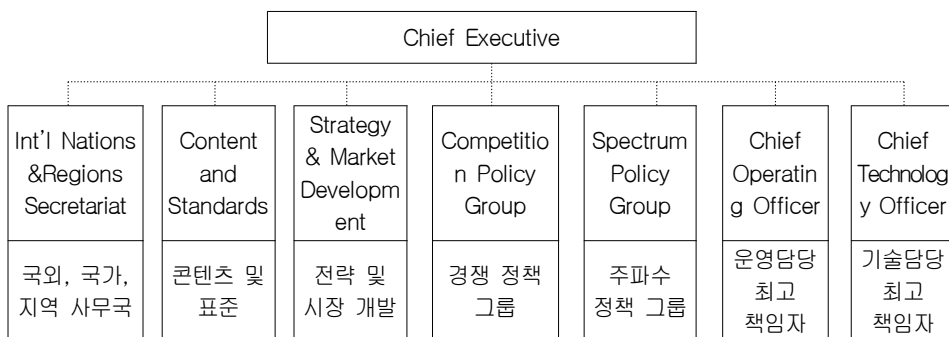 Chief Executive
Int'l Nations
&Regions
Secretariat
Content
and
Standards
Strategy
& Market
Developm
ent
Competitio
n Policy
Group
Spectrum
Policy
Group
Chief
Operatin
g Officer
Chief
Technolog
y Officer
국외, 국가,
지역 사무국
콘텐츠 및
표준
전략 및
시장 개발
경쟁 정책
그룹
주파수
정책 그룹
운영담당
최고
책임자
기술담당
최고
책임자